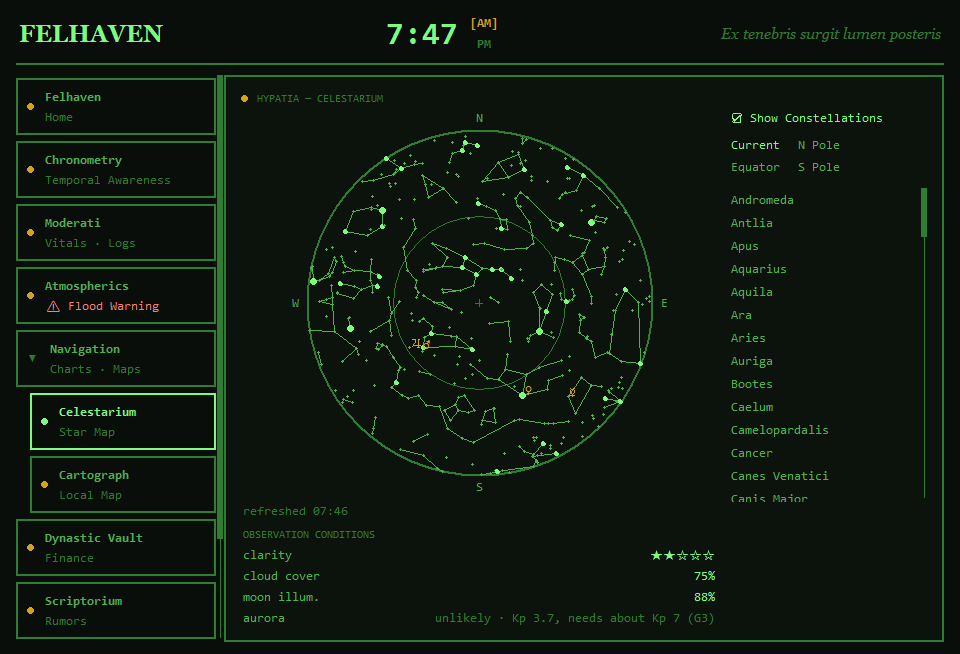 FELHAVEN
7:47
[AM]
PM
Ex tenebris surgit lumen posteris
Felhaven
Home
Chronometry
Temporal Awareness
Moderati
Vitals · Logs
Atmospherics
⚠ Flood Warning
▼ Navigation
Charts · Maps
Celestarium
Star Map
Cartograph
Local Map
Dynastic Vault
Finance
Scriptorium
Rumors
HYPATIA — CELESTARIUM
N
W
E
S
♃
♂
♀
☿
refreshed 07:46
OBSERVATION CONDITIONS
clarity ★★☆☆☆
cloud cover 75%
moon illum. 88%
aurora unlikely · Kp 3.7, needs about Kp 7 (G3)
☑ Show Constellations
Current N Pole
Equator S Pole
Andromeda
Antlia
Apus
Aquarius
Aquila
Ara
Aries
Auriga
Bootes
Caelum
Camelopardalis
Cancer
Canes Venatici
Canis Major